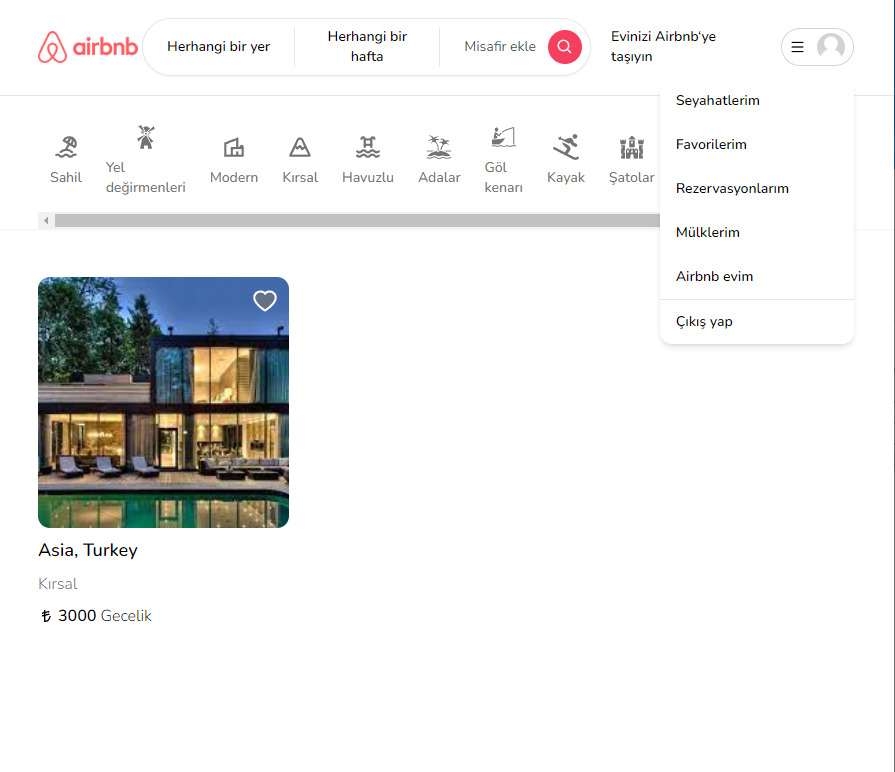 airbnb
Herhangi bir yer
Herhangi bir
hafta
Misafir ekle
Evinizi Airbnb'ye
taşıyın
Sahil
Yel
değirmenleri
Modern
Kırsal
Havuzlu
Adalar
Göl
kenarı
Kayak
Şatolar
Seyahatlerim
Favorilerim
Rezervasyonlarım
Mülklerim
Airbnb evim
Çıkış yap
Asia, Turkey
Kırsal
₺ 3000 Gecelik